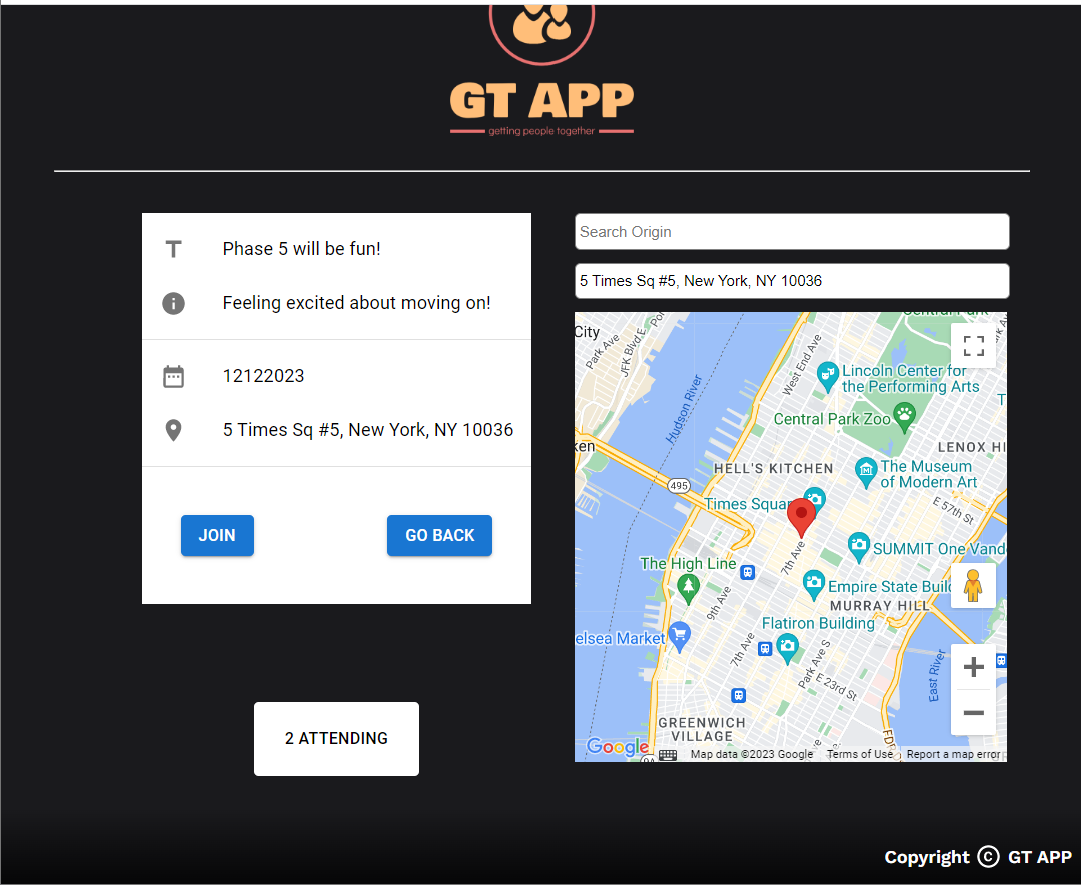 GT APP
getting people together
Phase 5 will be fun!
Feeling excited about moving on!
12122023
5 Times Sq #5, New York, NY 10036
JOIN
GO BACK
2 ATTENDING
Search Origin
5 Times Sq #5, New York, NY 10036
Central Park
City
Park Ave
JFK Blvd E
West End Ave
Hudson River
Lincoln Center for
the Performing Arts
Central Park Zoo
LENOX HI
ken
HELL'S KITCHEN
495
The Museum
of Modern Art
Times Squar
E 57th St
7th Ave
SUMMIT One Vand
The High Line
Empire State Buil
9th Ave
MURRAY HILL
Flatiron Building
elsea Market
7th Ave
Park Ave S
E 23rd St
East River
GREENWICH
VILLAGE
FDR
Google
Map data ©2023 Google
Terms of Use
Report a map error
Copyright © GT APP